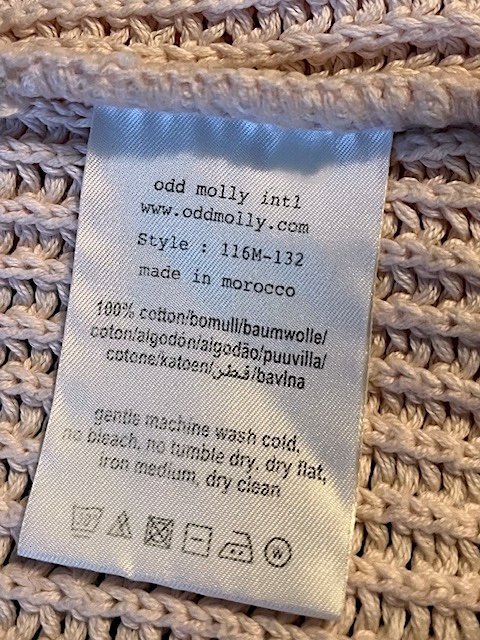 odd molly intl
www.oddmolly.com
Style : 116M-132
made in morocco
100% cotton/bomull/baumwolle/
coton/algodòn/algodão/puuvilla/
cotone/katoen/قطن/bavlna
gentle machine wash cold,
no bleach, no tumble dry, dry flat,
iron medium, dry clean
W